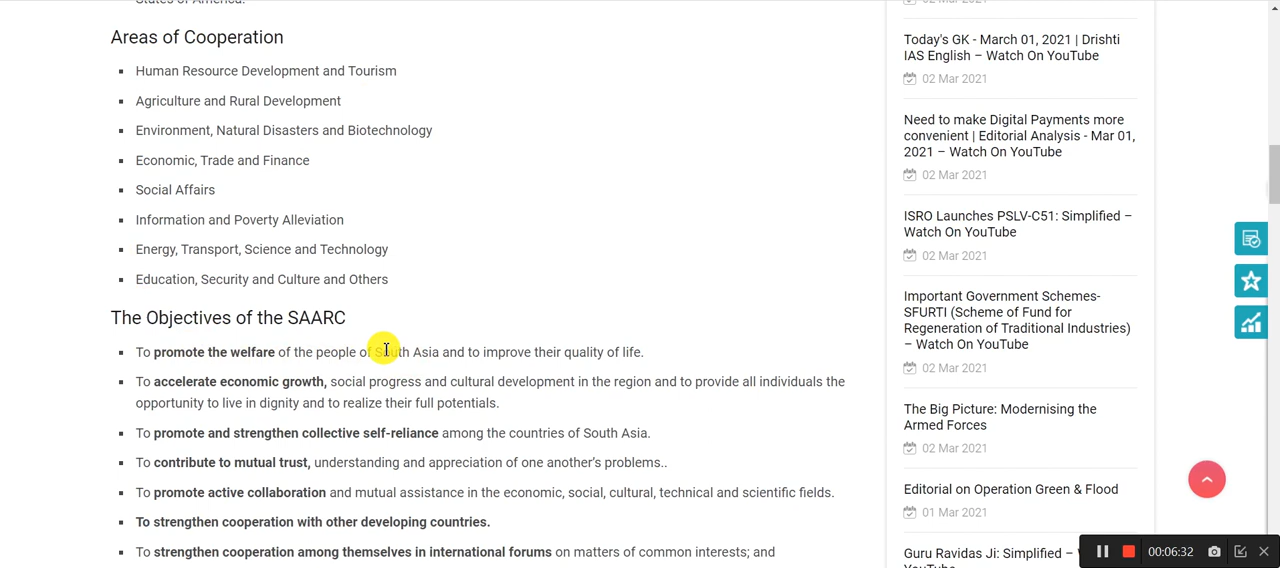 States of America.
Areas of Cooperation
Human Resource Development and Tourism
Agriculture and Rural Development
Environment, Natural Disasters and Biotechnology
Economic, Trade and Finance
Social Affairs
Information and Poverty Alleviation
Energy, Transport, Science and Technology
Education, Security and Culture and Others
The Objectives of the SAARC
To promote the welfare of the people of South Asia and to improve their quality of life.
To accelerate economic growth, social progress and cultural development in the region and to provide all individuals the
opportunity to live in dignity and to realize their full potentials.
To promote and strengthen collective self-reliance among the countries of South Asia.
To contribute to mutual trust, understanding and appreciation of one another's problems..
To promote active collaboration and mutual assistance in the economic, social, cultural, technical and scientific fields.
To strengthen cooperation with other developing countries.
To strengthen cooperation among themselves in international forums on matters of common interests; and
Today's GK - March 01, 2021 | Drishti
IAS English – Watch On YouTube
02 Mar 2021
Need to make Digital Payments more
convenient | Editorial Analysis - Mar 01,
2021 – Watch On YouTube
02 Mar 2021
ISRO Launches PSLV-C51: Simplified –
Watch On YouTube
02 Mar 2021
Important Government Schemes-
SFURTI (Scheme of Fund for
Regeneration of Traditional Industries)
– Watch On YouTube
02 Mar 2021
The Big Picture: Modernising the
Armed Forces
02 Mar 2021
Editorial on Operation Green & Flood
01 Mar 2021
Guru Ravidas Ji: Simplified –
YouTube
00:06:32